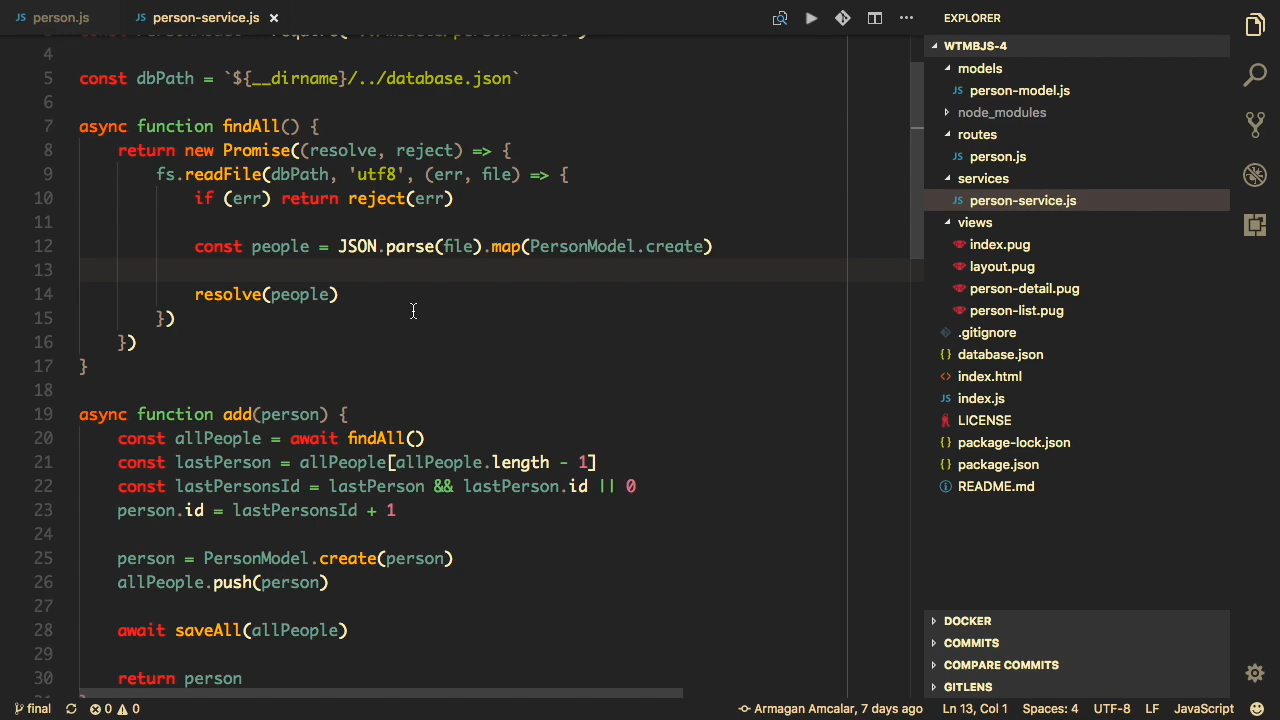 person.js person-service.js ×
4
5 const dbPath = `${__dirname}/../database.json`
6
7 async function findAll() {
8 return new Promise((resolve, reject) => {
9 fs.readFile(dbPath, 'utf8', (err, file) => {
10 if (err) return reject(err)
11
12 const people = JSON.parse(file).map(PersonModel.create)
13
14 resolve(people)
15 })
16 })
17 }
18
19 async function add(person) {
20 const allPeople = await findAll()
21 const lastPerson = allPeople[allPeople.length - 1]
22 const lastPersonsId = lastPerson && lastPerson.id || 0
23 person.id = lastPersonsId + 1
24
25 person = PersonModel.create(person)
26 allPeople.push(person)
27
28 await saveAll(allPeople)
29
30 return person
EXPLORER
WTMBJS-4
models
JS person-model.js
node_modules
routes
JS person.js
services
JS person-service.js
views
index.pug
layout.pug
person-detail.pug
person-list.pug
.gitignore
{} database.json
<> index.html
JS index.js
LICENSE
{} package-lock.json
{} package.json
README.md
DOCKER
COMMITS
COMPARE COMMITS
GITLENS
final 0 0 Armagan Amcalar, 7 days ago Ln 13, Col 1 Spaces: 4 UTF-8 LF JavaScript